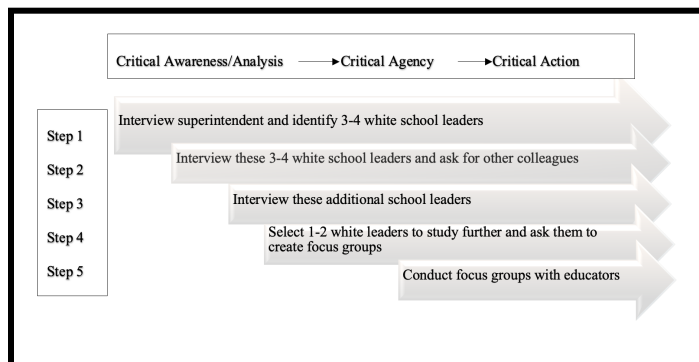 Critical Awareness/Analysis Critical Agency Critical Action
Step 1
Interview superintendent and identify 3-4 white school leaders
Step 2
Interview these 3-4 white school leaders and ask for other colleagues
Step 3
Interview these additional school leaders
Step 4
Select 1-2 white leaders to study further and ask them to
create focus groups
Step 5
Conduct focus groups with educators